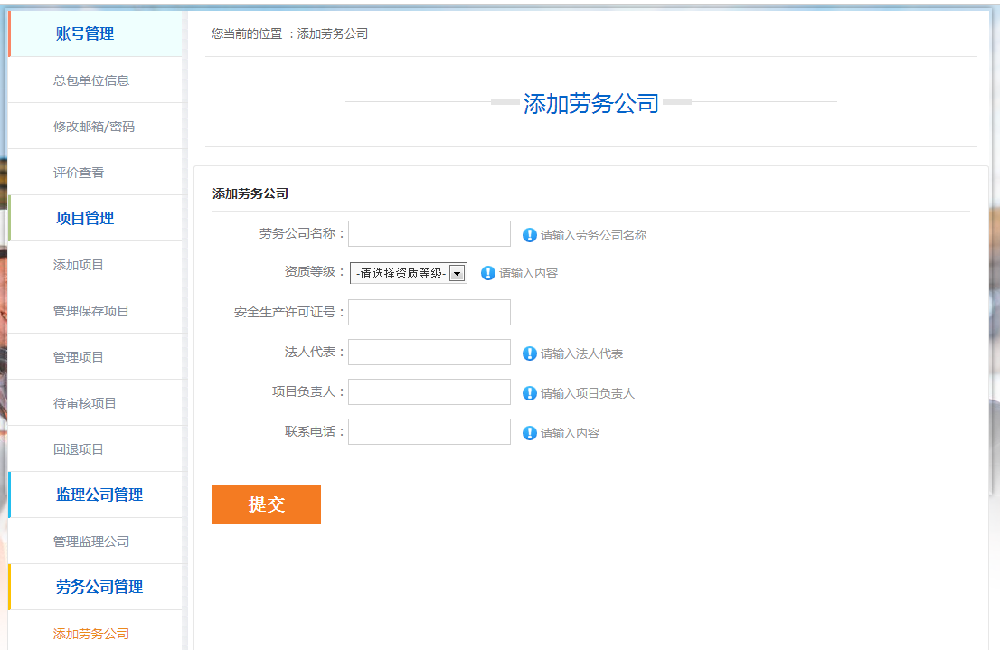 账号管理
总包单位信息
修改邮箱/密码
评价查看
项目管理
添加项目
管理保存项目
管理项目
待审核项目
回退项目
监理公司管理
管理监理公司
劳务公司管理
添加劳务公司
您当前的位置 ：添加劳务公司
添加劳务公司
添加劳务公司
劳务公司名称： 请输入劳务公司名称
资质等级： -请选择资质等级- 请输入内容
安全生产许可证号：
法人代表： 请输入法人代表
项目负责人： 请输入项目负责人
联系电话： 请输入内容
提交